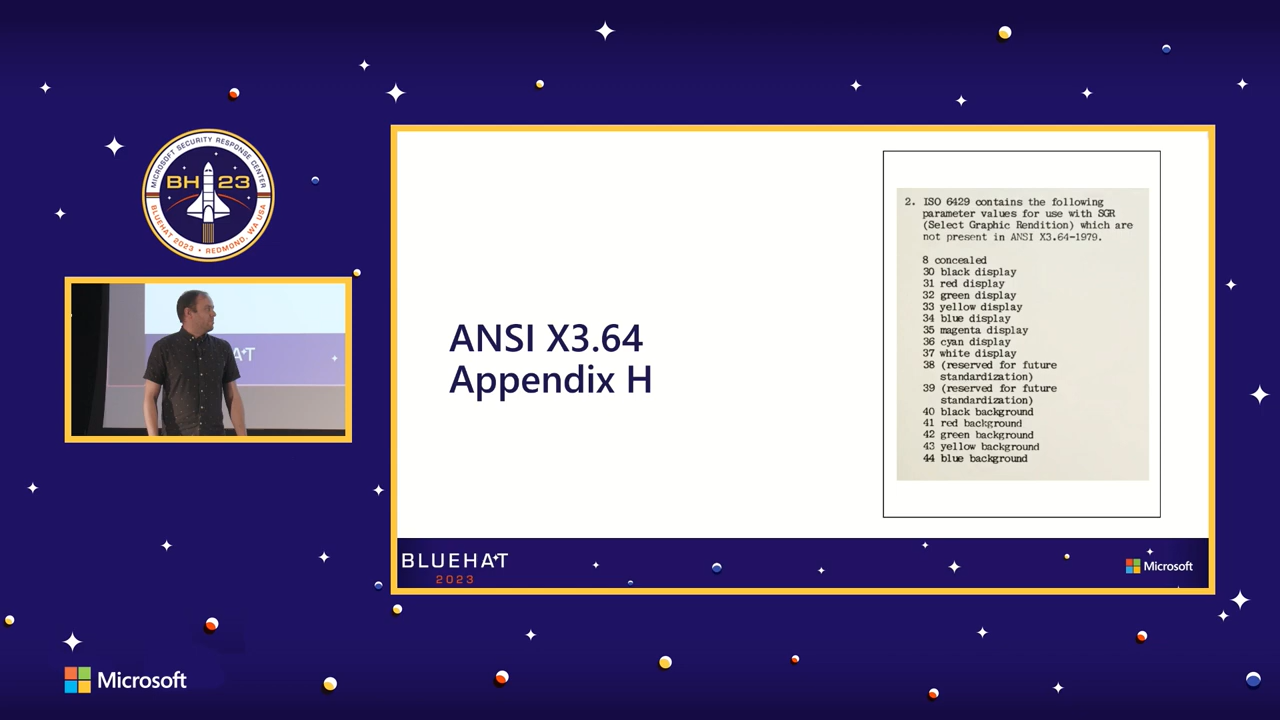 MICROSOFT SECURITY RESPONSE CENTER
BH 23
BLUEHAT 2023 • REDMOND, WA USA
AT
ANSI X3.64
Appendix H
2. ISO 6429 contains the following
parameter values for use with SGR
(Select Graphic Rendition) which are
not present in ANSI X3.64-1979.
8 concealed
30 black display
31 red display
32 green display
33 yellow display
34 blue display
35 magenta display
36 cyan display
37 white display
38 (reserved for future
standardization)
39 (reserved for future
standardization)
40 black background
41 red background
42 green background
43 yellow background
44 blue background
BLUEHAT
2023
Microsoft
Microsoft